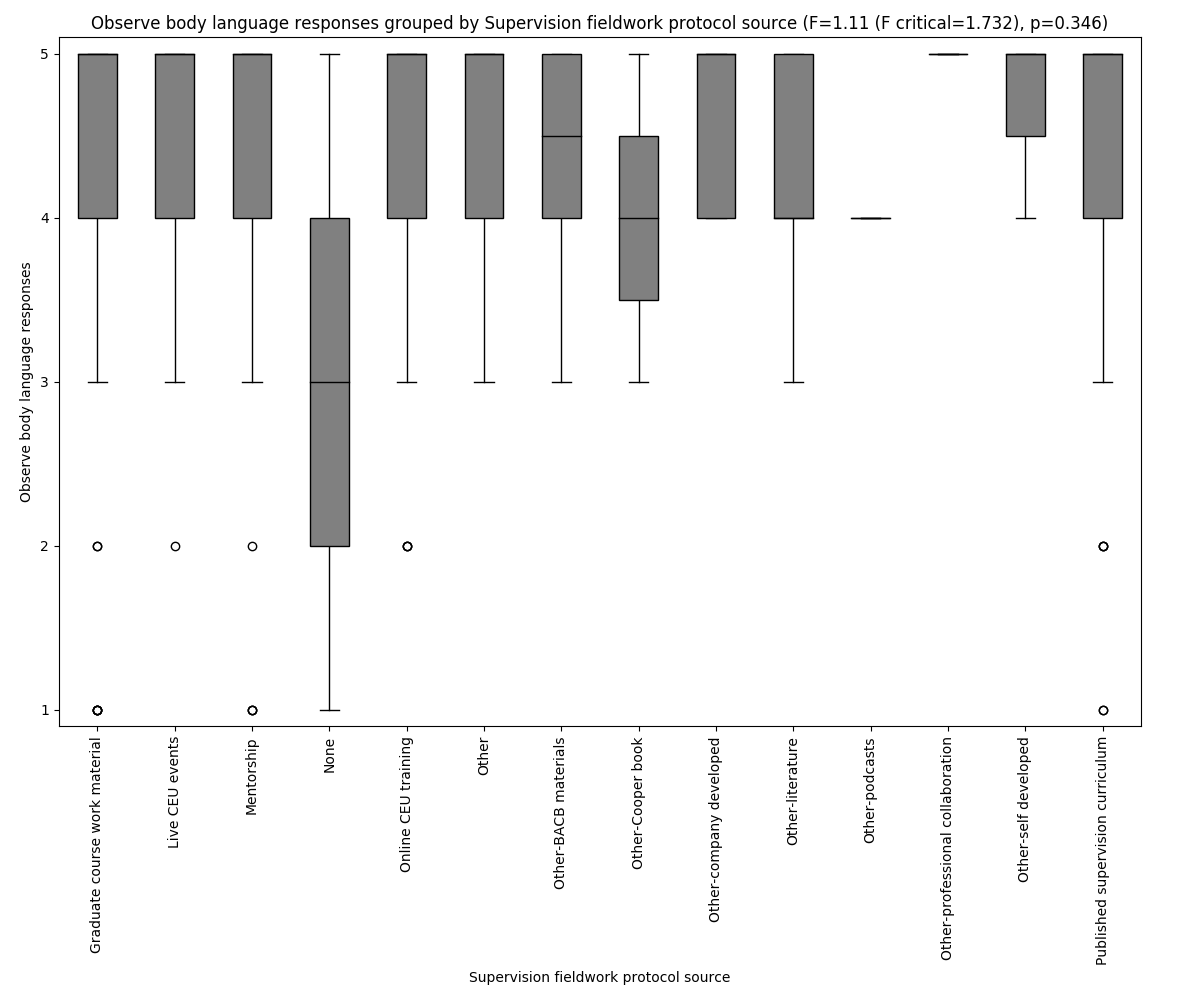 Observe body language responses grouped by Supervision fieldwork protocol source (F=1.11 (F critical=1.732), p=0.346)
Observe body language responses
5
4
3
2
1
Graduate course work material
Live CEU events
Mentorship
None
Online CEU training
Other
Other-BACB materials
Other-Cooper book
Other-company developed
Other-literature
Other-podcasts
Other-professional collaboration
Other-self developed
Published supervision curriculum
Supervision fieldwork protocol source